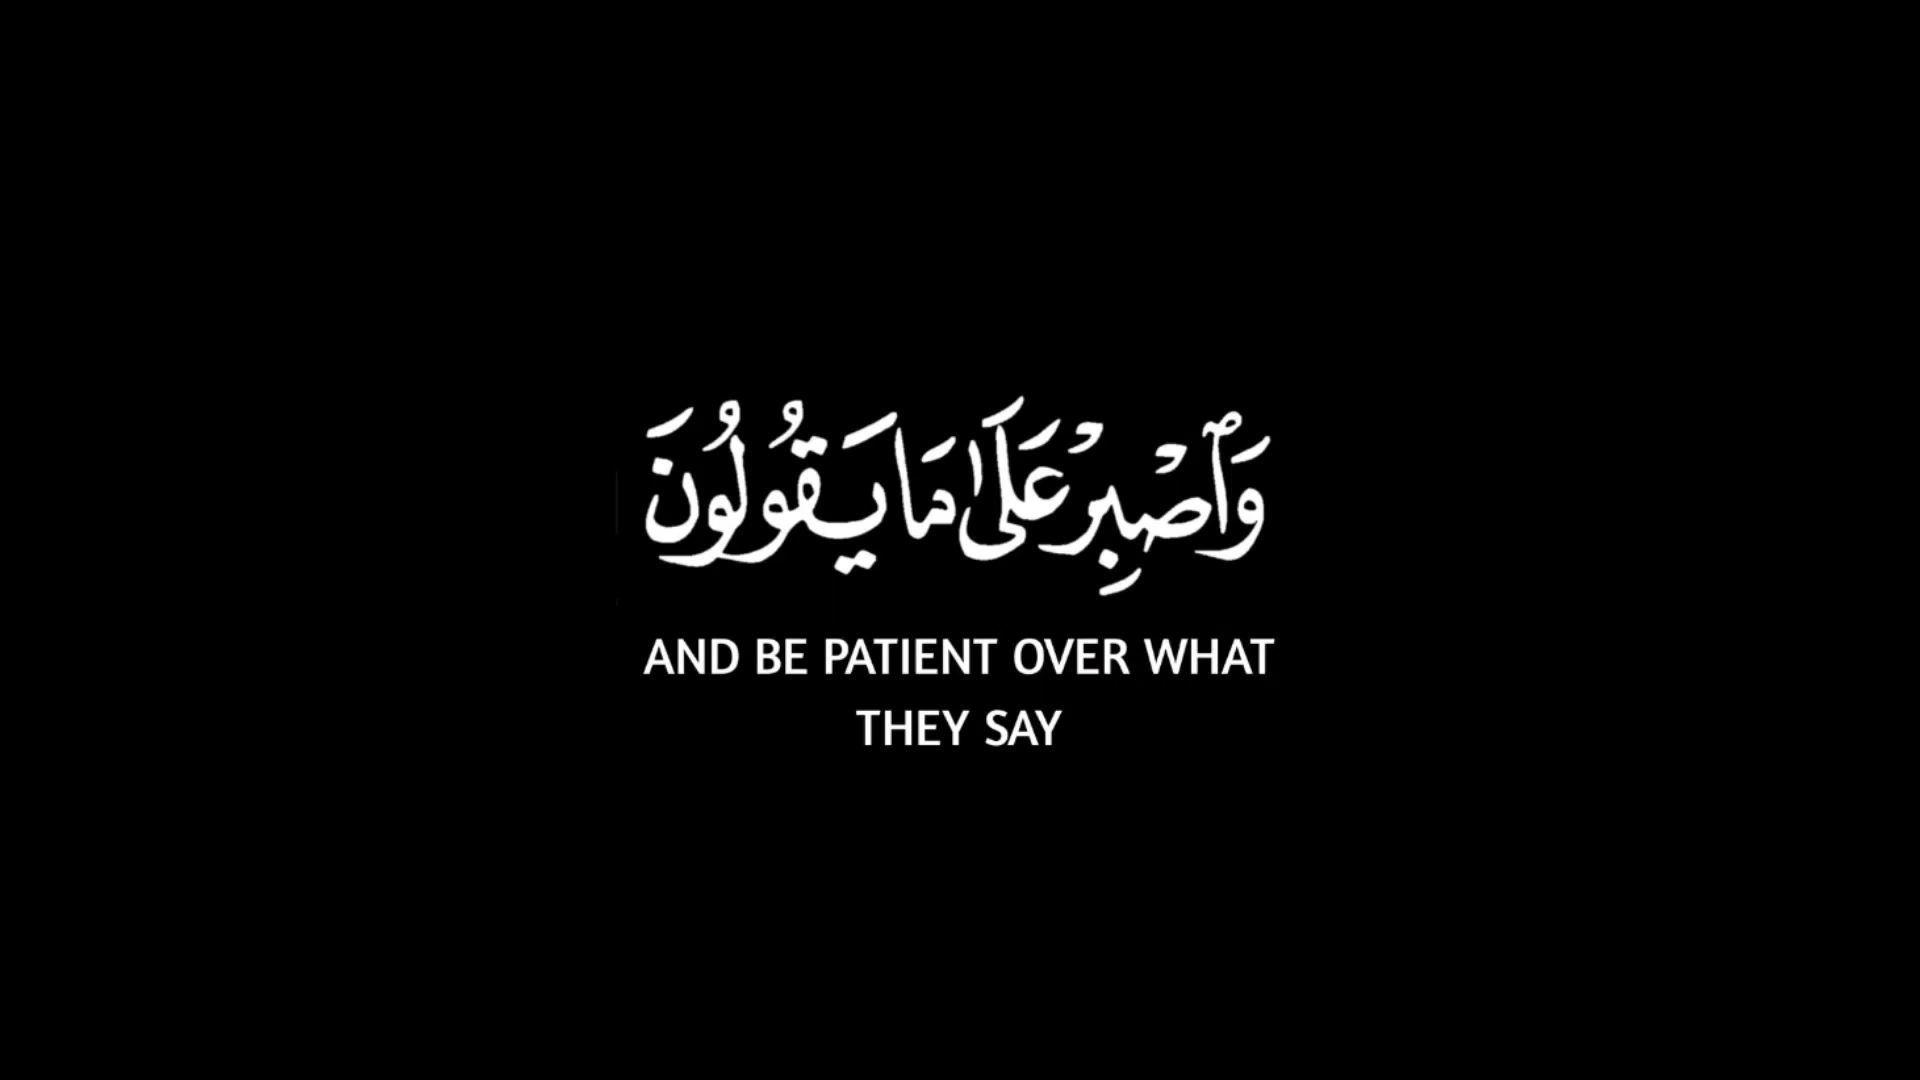 وَٱصْبِرْ عَلَىٰ مَا يَقُولُونَ
AND BE PATIENT OVER WHAT
THEY SAY